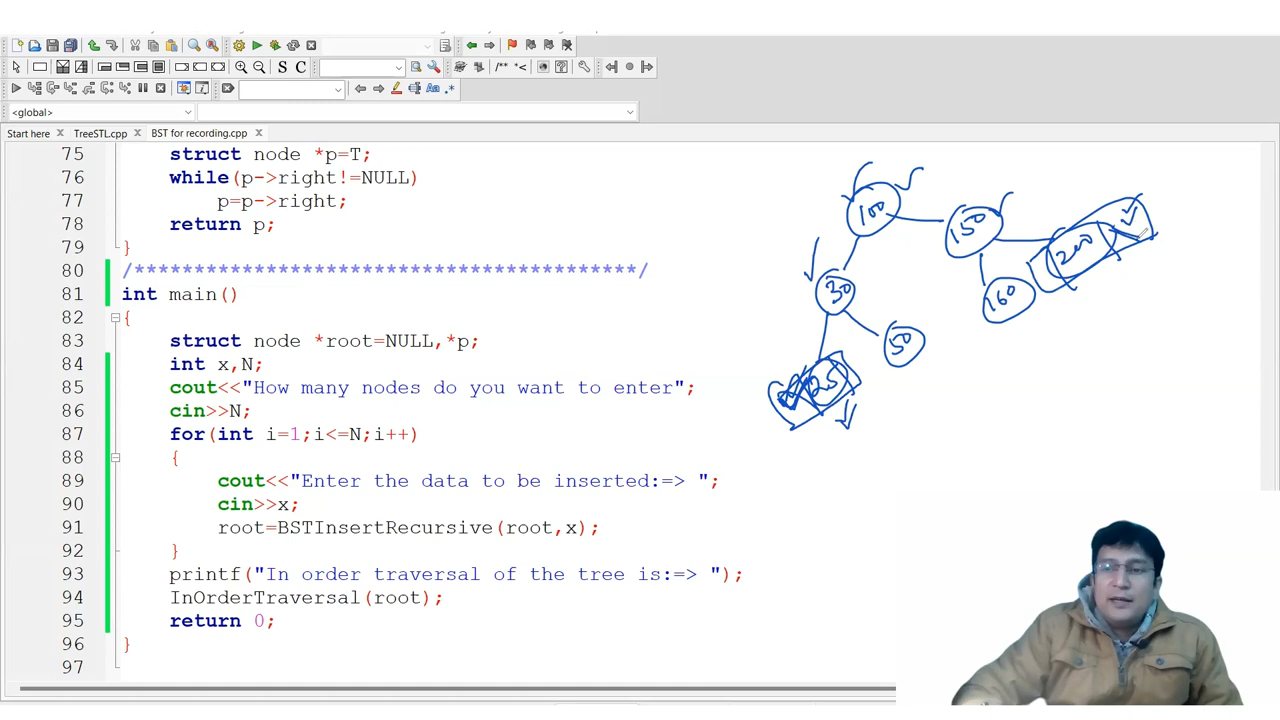 S C
/** *<
Aa .*
<global>
Start here TreeSTL.cpp BST for recording.cpp
75 struct node *p=T;
76 while(p->right!=NULL)
77 p=p->right;
78 return p;
79 }
80 /******************************************/
81 int main()
82 {
83 struct node *root=NULL,*p;
84 int x,N;
85 cout<<"How many nodes do you want to enter";
86 cin>>N;
87 for(int i=1;i<=N;i++)
88 {
89 cout<<"Enter the data to be inserted:=> ";
90 cin>>x;
91 root=BSTInsertRecursive(root,x);
92 }
93 printf("In order traversal of the tree is:=> ");
94 InOrderTraversal(root);
95 return 0;
96 }
97
100
150
200
30
160
50
25